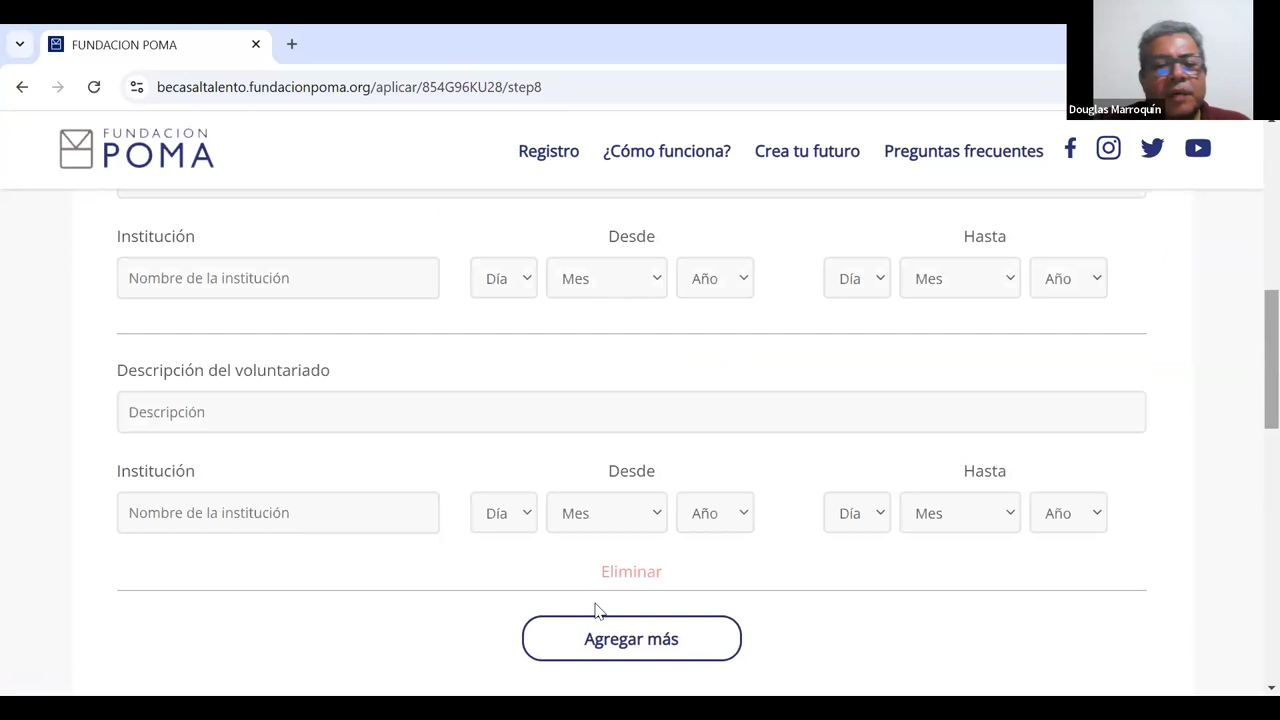 FUNDACION POMA
becasaltalento.fundacionpoma.org/aplicar/854G96KU28/step8
Douglas Marroquín
FUNDACION
POMA
Registro
¿Cómo funciona?
Crea tu futuro
Preguntas frecuentes
Institución
Desde
Hasta
Nombre de la institución
Día
Mes
Año
Día
Mes
Año
Descripción del voluntariado
Descripción
Institución
Desde
Hasta
Nombre de la institución
Día
Mes
Año
Día
Mes
Año
Eliminar
Agregar más